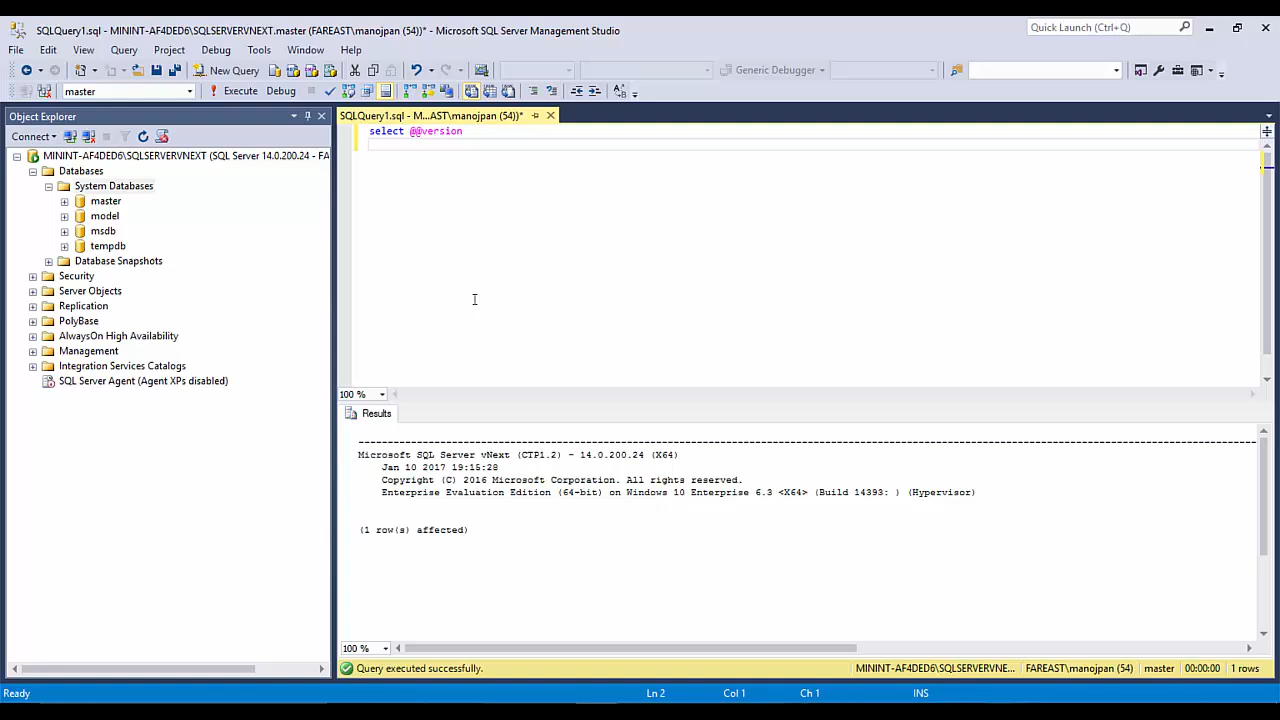 SQLQuery1.sql - MININT-AF4DED6\SQLSERVERVNEXT.master (FAREAST\manojpan (54))* - Microsoft SQL Server Management Studio
Quick Launch (Ctrl+Q)
File Edit View Query Project Debug Tools Window Help
New Query
Generic Debugger
master
Execute Debug
Object Explorer
SQLQuery1.sql - M...AST\manojpan (54))*
Connect
select @@version
MININT-AF4DED6\SQLSERVERVNEXT (SQL Server 14.0.200.24 - FA
Databases
System Databases
master
model
msdb
tempdb
Database Snapshots
Security
Server Objects
Replication
PolyBase
AlwaysOn High Availability
Management
Integration Services Catalogs
SQL Server Agent (Agent XPs disabled)
100 %
Results
Microsoft SQL Server vNext (CTP1.2) - 14.0.200.24 (X64)
Jan 10 2017 19:15:28
Copyright (C) 2016 Microsoft Corporation. All rights reserved.
Enterprise Evaluation Edition (64-bit) on Windows 10 Enterprise 6.3 <X64> (Build 14393: ) (Hypervisor)
(1 row(s) affected)
100 %
Query executed successfully.
MININT-AF4DED6\SQLSERVERVNE... FAREAST\manojpan (54) master 00:00:00 1 rows
Ready
Ln 2 Col 1 Ch 1 INS